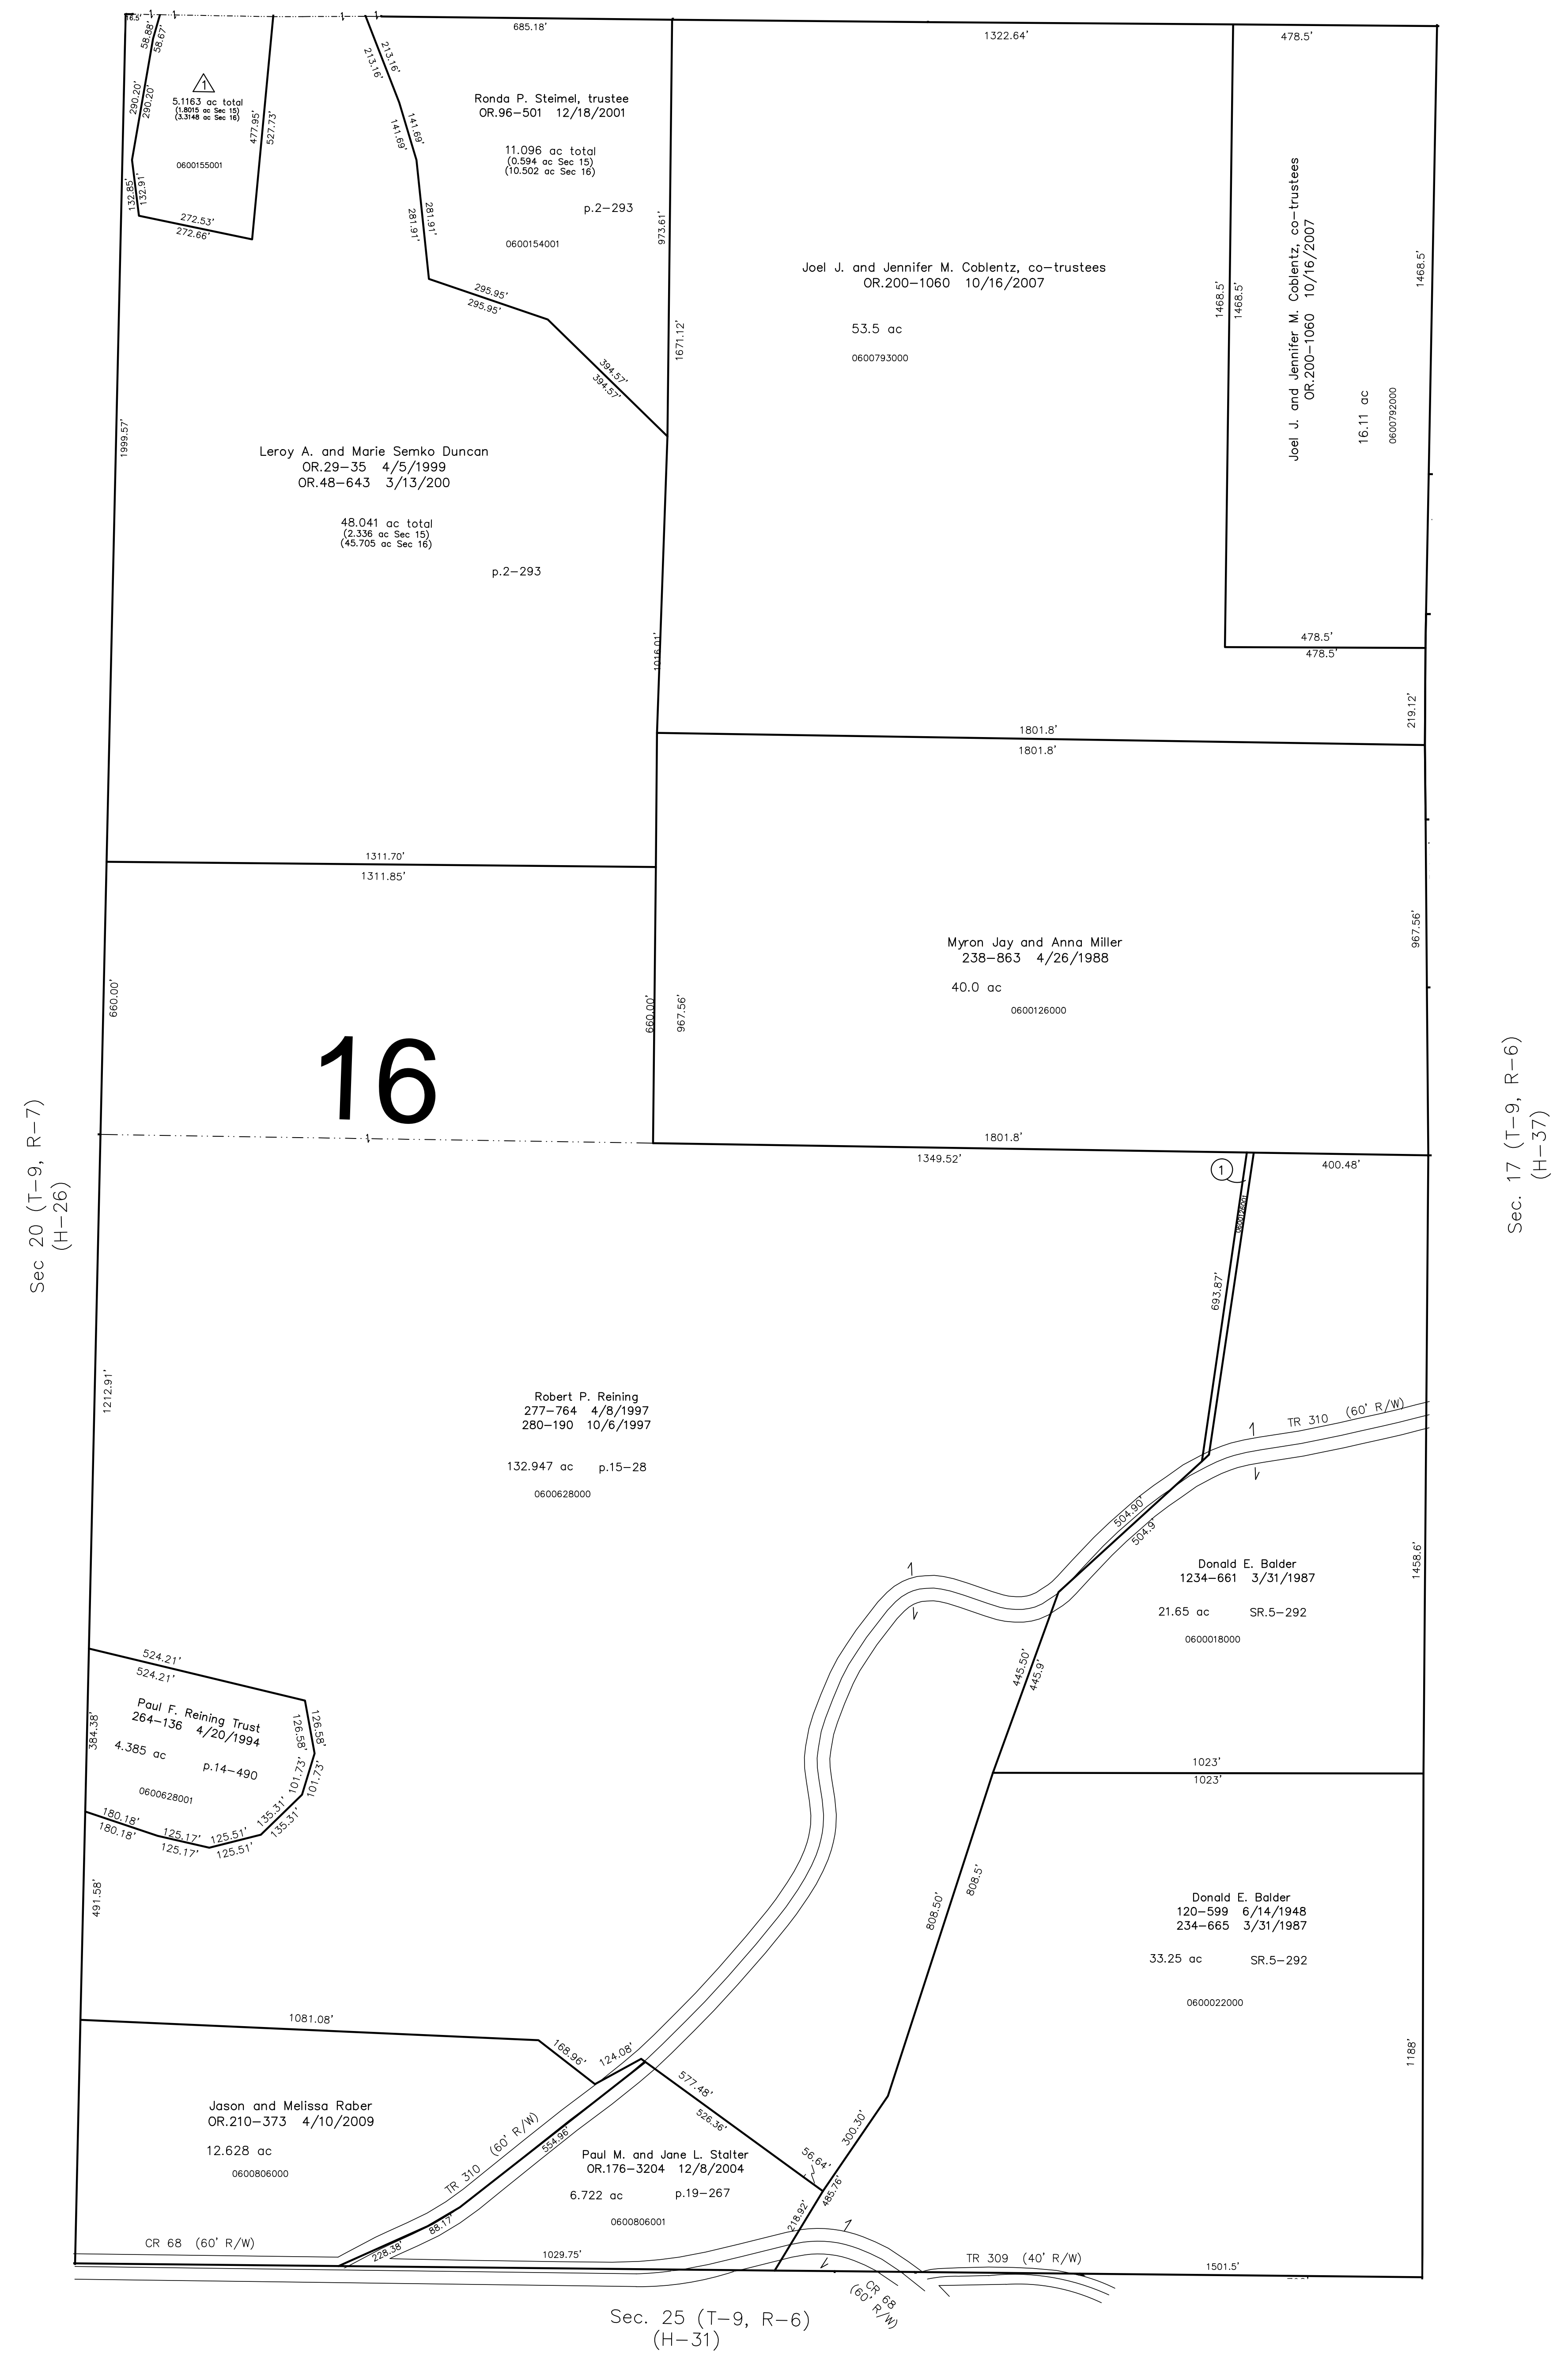 16.5'
58.88'
58.67'
290.20'
290.20'
1
5.1163 ac total
(1.8015 ac Sec 15)
(3.3148 ac Sec 16)
0600155001
477.95'
527.73'
132.85'
132.91'
272.53'
272.66'
685.18'
213.16'
213.16'
141.69'
141.69'
281.91'
281.91'
295.95'
295.95'
394.57'
394.57'
Ronda P. Steimel, trustee
OR.96-501 12/18/2001
11.096 ac total
(0.594 ac Sec 15)
(10.502 ac Sec 16)
p.2-293
0600154001
973.61'
1671.12'
1322.64'
478.5'
Joel J. and Jennifer M. Coblentz, co-trustees
OR.200-1060 10/16/2007
53.5 ac
0600793000
1468.5'
1468.5'
Joel J. and Jennifer M. Coblentz, co-trustees
OR.200-1060 10/16/2007
16.11 ac
0600792000
1468.5'
478.5'
478.5'
219.12'
1999.57'
Leroy A. and Marie Semko Duncan
OR.29-35 4/5/1999
OR.48-643 3/13/200
48.041 ac total
(2.336 ac Sec 15)
(45.705 ac Sec 16)
p.2-293
1016.01'
1801.8'
1801.8'
1311.70'
1311.85'
660.00'
660.00'
967.56'
967.56'
Myron Jay and Anna Miller
238-863 4/26/1988
40.0 ac
0600126000
16
Sec 20 (T-9, R-7)
(H-26)
Sec. 17 (T-9, R-6)
(H-37)
1801.8'
1349.52'
1
400.48'
0600126001
693.87'
1212.91'
Robert P. Reining
277-764 4/8/1997
280-190 10/6/1997
132.947 ac p.15-28
0600628000
TR 310 (60' R/W)
504.90'
504.9'
Donald E. Balder
1234-661 3/31/1987
21.65 ac SR.5-292
0600018000
1458.6'
445.50'
445.9'
1023'
1023'
524.21'
524.21'
Paul F. Reining Trust
264-136 4/20/1994
4.385 ac p.14-490
0600628001
384.38'
126.58'
126.58'
101.73'
101.73'
135.31'
135.31'
180.18'
180.18'
125.17'
125.17'
125.51'
125.51'
491.58'
808.50'
808.5'
Donald E. Balder
120-599 6/14/1948
234-665 3/31/1987
33.25 ac SR.5-292
0600022000
1188'
1081.08'
168.96'
124.08'
577.48'
526.36'
56.64'
300.30'
485.76'
218.92'
Jason and Melissa Raber
OR.210-373 4/10/2009
12.628 ac
0600806000
TR 310 (60' R/W)
554.96'
88.17'
228.38'
Paul M. and Jane L. Stalter
OR.176-3204 12/8/2004
6.722 ac p.19-267
0600806001
CR 68 (60' R/W)
1029.75'
TR 309 (40' R/W)
1501.5'
CR 68
(60' R/W)
Sec. 25 (T-9, R-6)
(H-31)